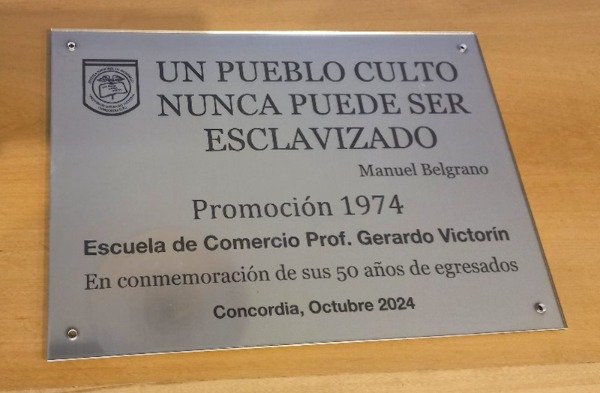 UN PUEBLO CULTO
NUNCA PUEDE SER
ESCLAVIZADO
Manuel Belgrano
Promoción 1974
Escuela de Comercio Prof. Gerardo Victorín
En conmemoración de sus 50 años de egresados
Concordia, Octubre 2024